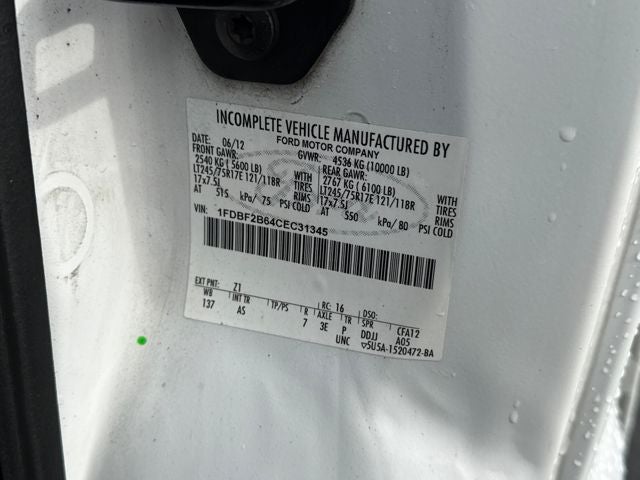 INCOMPLETE VEHICLE MANUFACTURED BY
FORD MOTOR COMPANY
DATE: 06/12 GVWR: 4536 KG (10000 LB)
FRONT GAWR: REAR GAWR:
2540 KG (5600 LB) WITH 2767 KG (6100 LB) WITH
LT245/75R17E 121/118R TIRES LT245/75R17E 121/118R TIRES
17x7.5J RIMS 17x7.5J RIMS
AT 515 kPa/ 75 PSI COLD AT 550 kPa/ 80 PSI COLD
VIN: 1FDBF2B64CEC31345
EXT PNT: Z1 RC: 16 DSO:
WB INT TR TP/PS R AXLE TR SPR CFA12
137 AS 7 3E P DDJJ A05
UNC ▽5U5A-1520472-BA